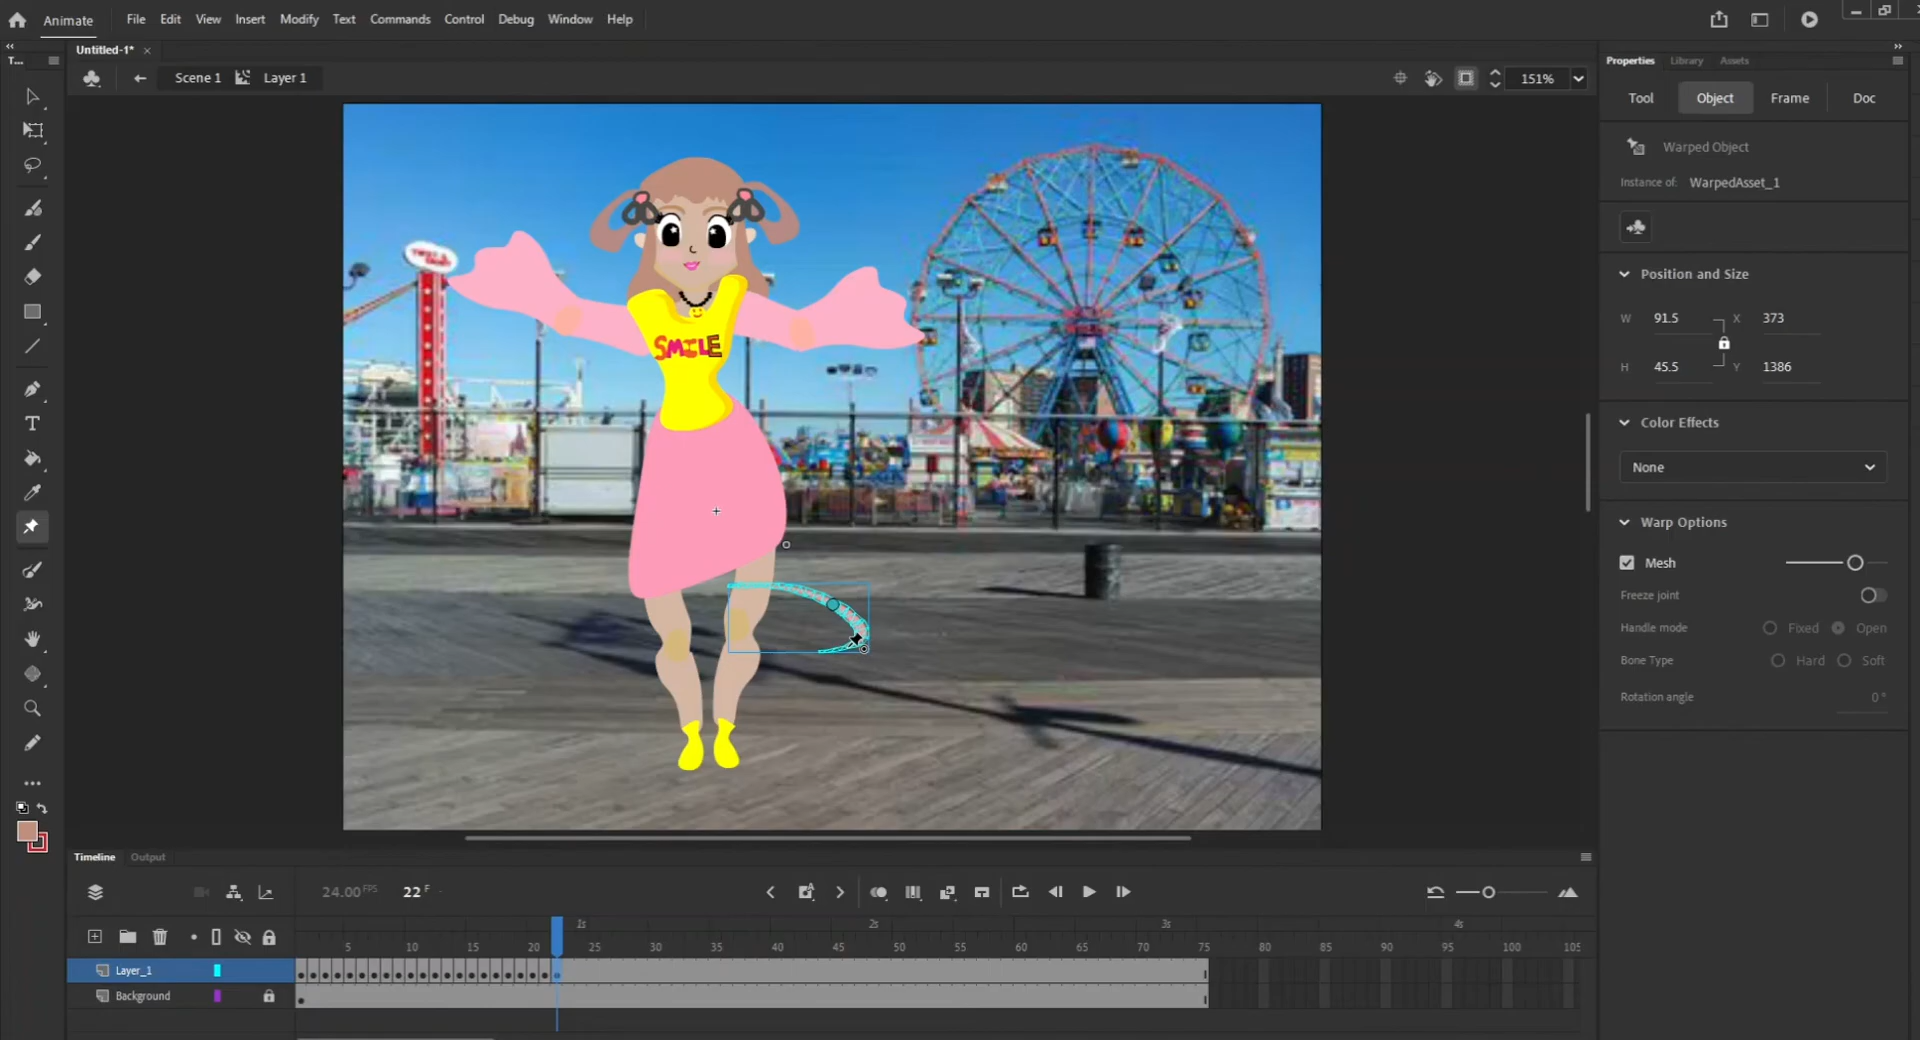 Animate File Edit View Insert Modify Text Commands Control Debug Window Help
T...
Untitled-1* ×
Scene 1 Layer 1 151%
Properties Library Assets
Tool Object Frame Doc
Warped Object
Instance of: WarpedAsset_1
Position and Size
W 91.5 X 373
H 45.5 Y 1386
Color Effects
None
Warp Options
Mesh
Freeze joint
Handle mode Fixed Open
Bone Type Hard Soft
Rotation angle 0°
SMILE
Timeline Output
24.00 FPS 22 F
1s 2s 3s 4s
5 10 15 20 25 30 35 40 45 50 55 60 65 70 75 80 85 90 95 100 105
Layer_1
Background
T